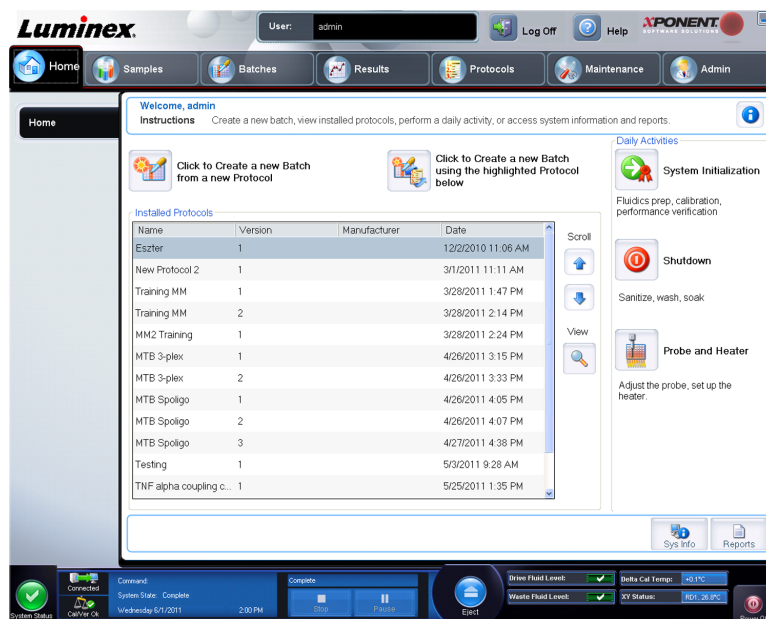 Luminex.
User: admin
Log Off
Help
XPONENT
SOFTWARE SOLUTIONS
Home
Samples
Batches
Results
Protocols
Maintenance
Admin
Home
Welcome, admin
Instructions Create a new batch, view installed protocols, perform a daily activity, or access system information and reports.
Click to Create a new Batch
from a new Protocol
Click to Create a new Batch
using the highlighted Protocol
below
Installed Protocols
Name Version Manufacturer Date
Eszter 1 12/2/2010 11:06 AM
New Protocol 2 1 3/1/2011 11:11 AM
Training MM 1 3/28/2011 1:47 PM
Training MM 2 3/28/2011 2:14 PM
MM2 Training 1 3/28/2011 2:24 PM
MTB 3-plex 1 4/26/2011 3:15 PM
MTB 3-plex 2 4/26/2011 3:33 PM
MTB Spoligo 1 4/26/2011 4:05 PM
MTB Spoligo 2 4/26/2011 4:07 PM
MTB Spoligo 3 4/27/2011 4:38 PM
Testing 1 5/3/2011 9:28 AM
TNF alpha coupling c... 1 5/25/2011 1:35 PM
Scroll
View
Daily Activities
System Initialization
Fluidics prep, calibration,
performance verification
Shutdown
Sanitize, wash, soak
Probe and Heater
Adjust the probe, set up the
heater.
Sys Info
Reports
System Status
Connected
Cal/Ver Ok
Command:
System State: Complete
Wednesday 6/1/2011 2:00 PM
Complete
Stop
Pause
Eject
Drive Fluid Level:
Waste Fluid Level:
Delta Cal Temp: +0.1°C
XY Status: RD1, 26.8°C